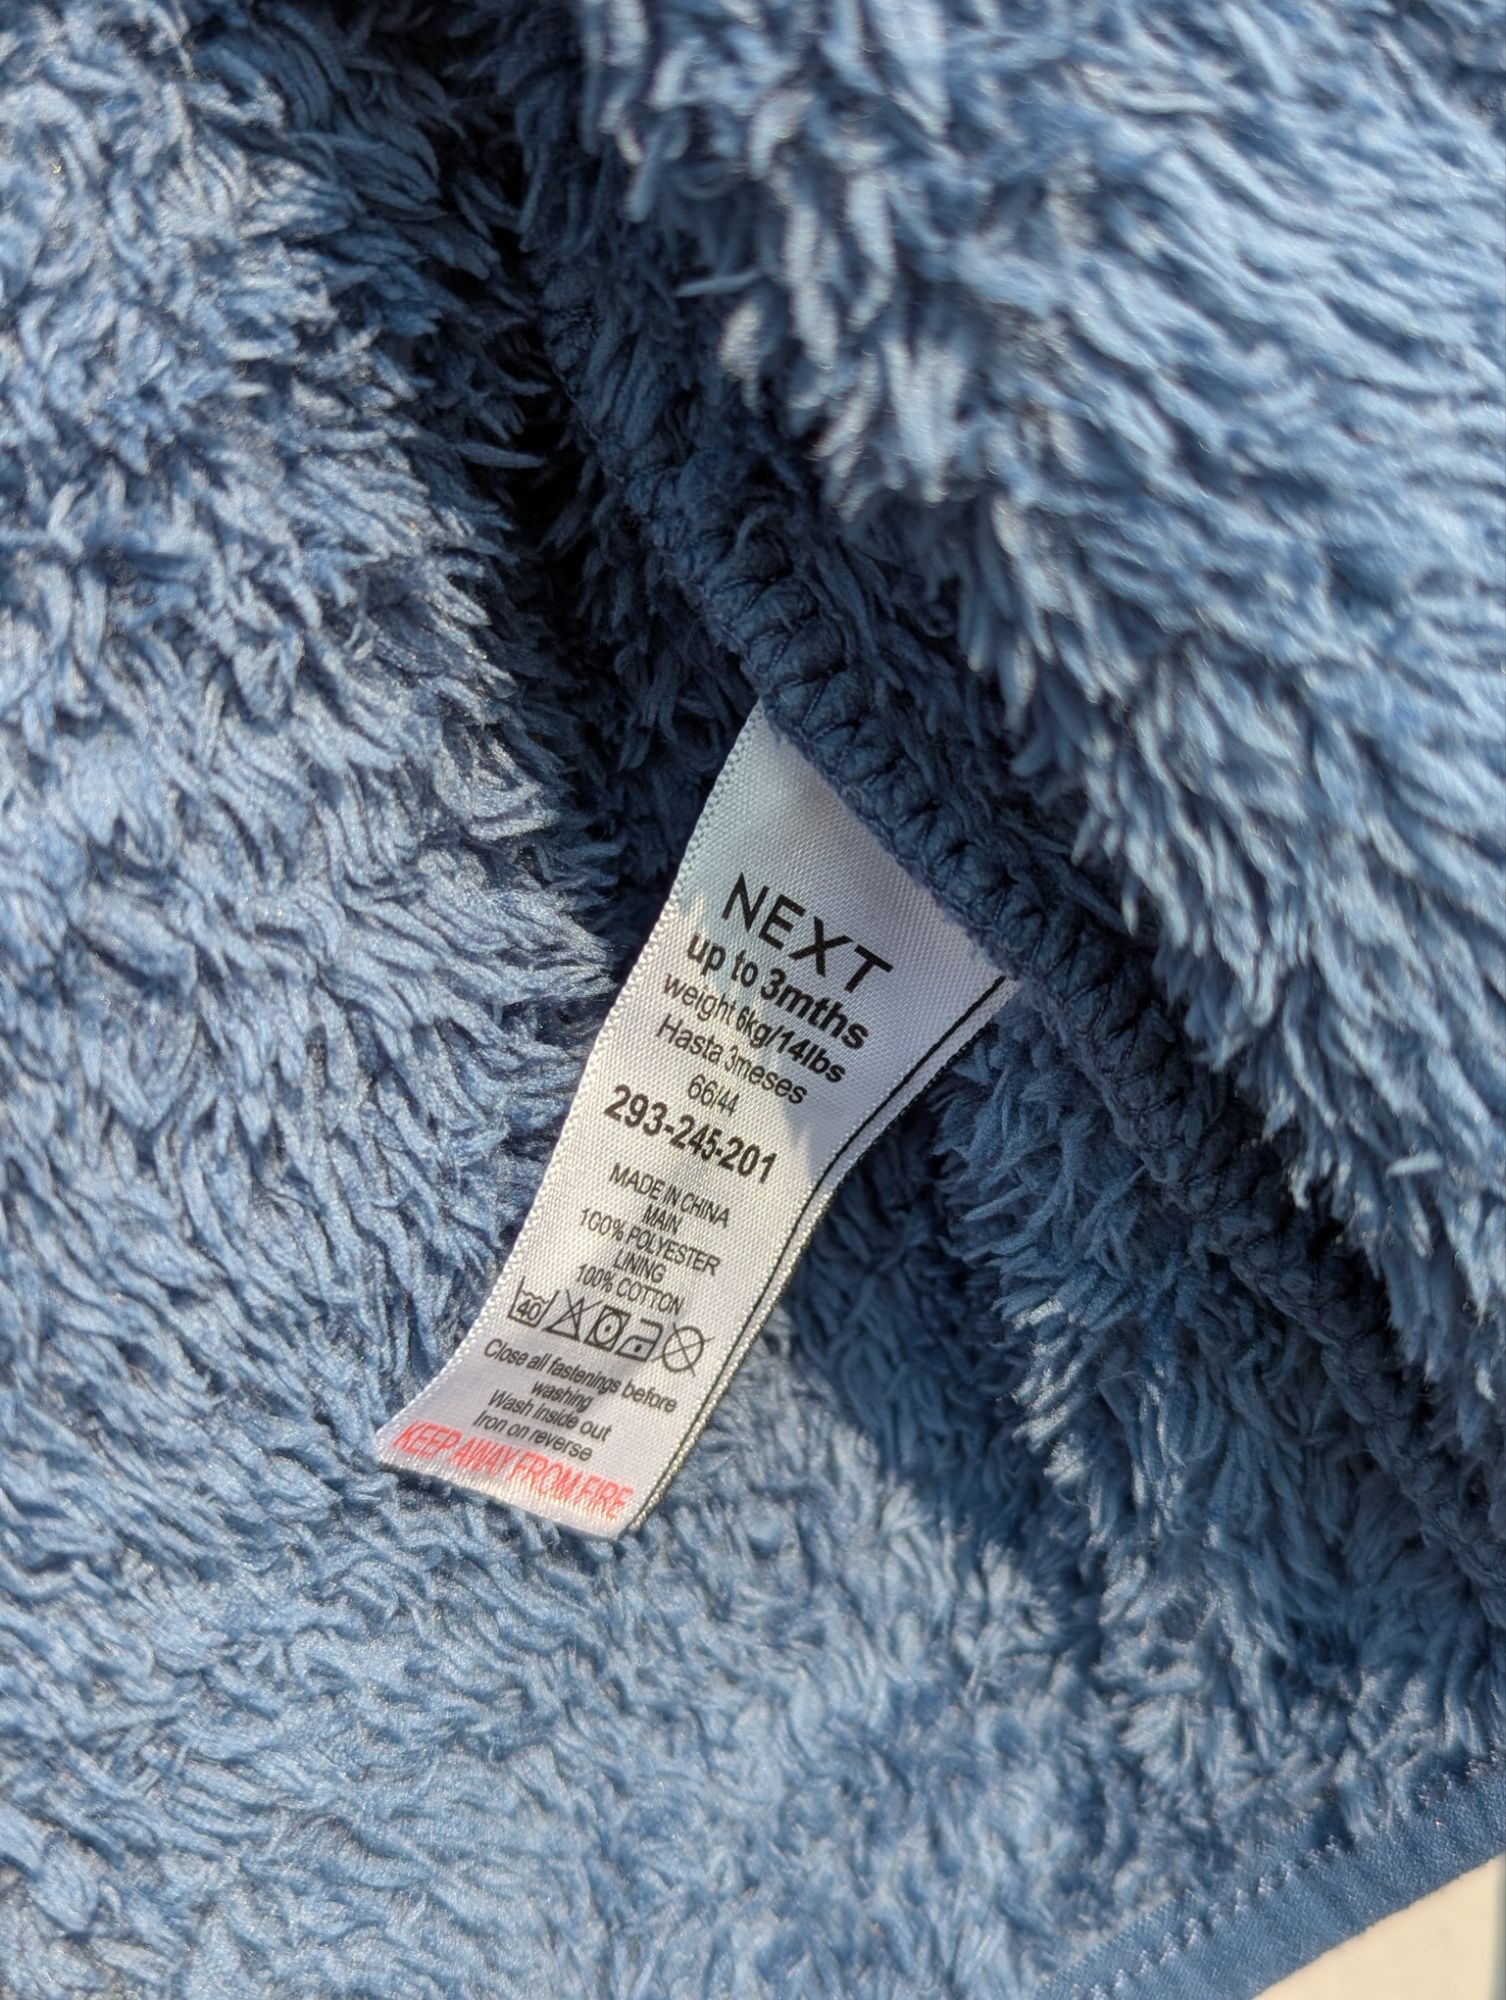 NEXT
up to 3mths
weight 6kg/14lbs
Hasta 3meses
66/44
293-245-201
MADE IN CHINA
MAIN
100% POLYESTER
LINING
100% COTTON
40
Close all fastenings before
washing
Wash inside out
Iron on reverse
KEEP AWAY FROM FIRE